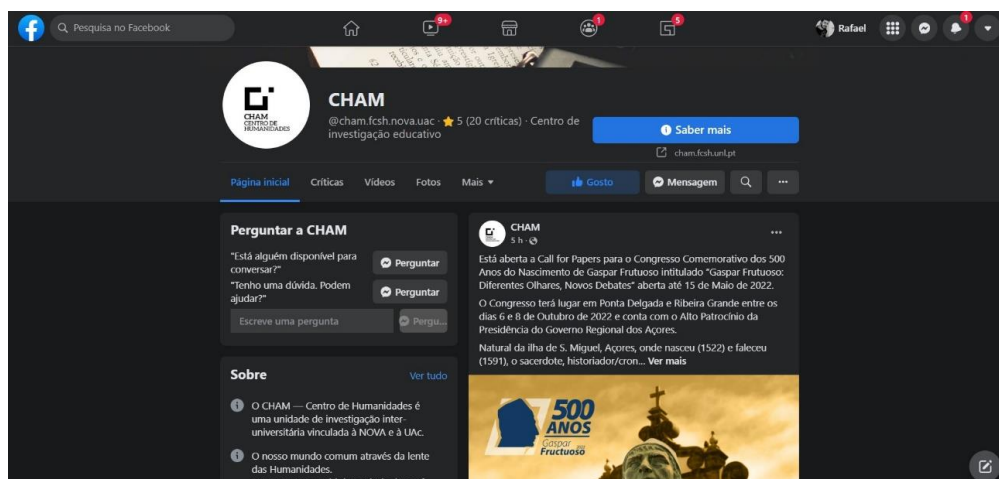 Pesquisa no Facebook
9+
1
5
Rafael
1
CHAM
CENTRO DE
HUMANIDADES
CHAM
@cham.fcsh.nova.uac · 5 (20 críticas) · Centro de
investigação educativo
Saber mais
cham.fcsh.unl.pt
Página inicial
Críticas
Vídeos
Fotos
Mais
Gosto
Mensagem
Perguntar a CHAM
"Está alguém disponível para
conversar?"
Perguntar
"Tenho uma dúvida. Podem
ajudar?"
Perguntar
Escreve uma pergunta
Pergu...
Sobre
Ver tudo
O CHAM — Centro de Humanidades é
uma unidade de investigação inter-
universitária vinculada à NOVA e à UAc.
O nosso mundo comum através da lente
das Humanidades.
CHAM
5 h ·
Está aberta a Call for Papers para o Congresso Comemorativo dos 500
Anos do Nascimento de Gaspar Frutuoso intitulado "Gaspar Frutuoso:
Diferentes Olhares, Novos Debates" aberta até 15 de Maio de 2022.
O Congresso terá lugar em Ponta Delgada e Ribeira Grande entre os
dias 6 e 8 de Outubro de 2022 e conta com o Alto Patrocínio da
Presidência do Governo Regional dos Açores.
Natural da ilha de S. Miguel, Açores, onde nasceu (1522) e faleceu
(1591), o sacerdote, historiador/cron... Ver mais
500
ANOS
Gaspar
Fructuoso